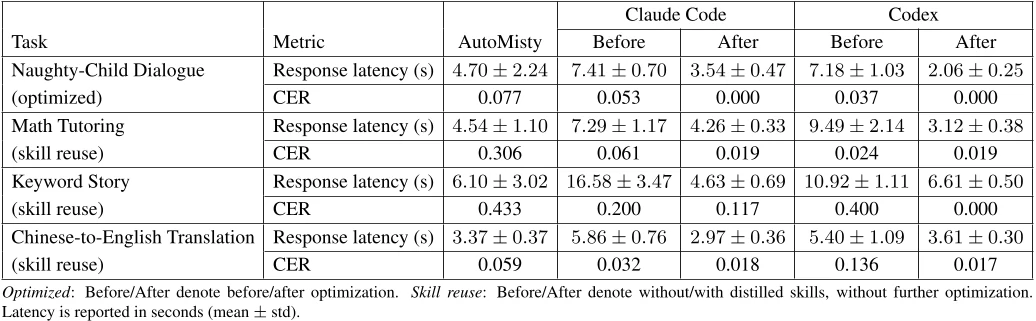 Claude Code Codex
Task Metric AutoMisty Before After Before After
Naughty-Child Dialogue Response latency (s) 4.70 ± 2.24 7.41 ± 0.70 3.54 ± 0.47 7.18 ± 1.03 2.06 ± 0.25
(optimized) CER 0.077 0.053 0.000 0.037 0.000
Math Tutoring Response latency (s) 4.54 ± 1.10 7.29 ± 1.17 4.26 ± 0.33 9.49 ± 2.14 3.12 ± 0.38
(skill reuse) CER 0.306 0.061 0.019 0.024 0.019
Keyword Story Response latency (s) 6.10 ± 3.02 16.58 ± 3.47 4.63 ± 0.69 10.92 ± 1.11 6.61 ± 0.50
(skill reuse) CER 0.433 0.200 0.117 0.400 0.000
Chinese-to-English Translation Response latency (s) 3.37 ± 0.37 5.86 ± 0.76 2.97 ± 0.36 5.40 ± 1.09 3.61 ± 0.30
(skill reuse) CER 0.059 0.032 0.018 0.136 0.017
Optimized: Before/After denote before/after optimization. Skill reuse: Before/After denote without/with distilled skills, without further optimization.
Latency is reported in seconds (mean ± std).